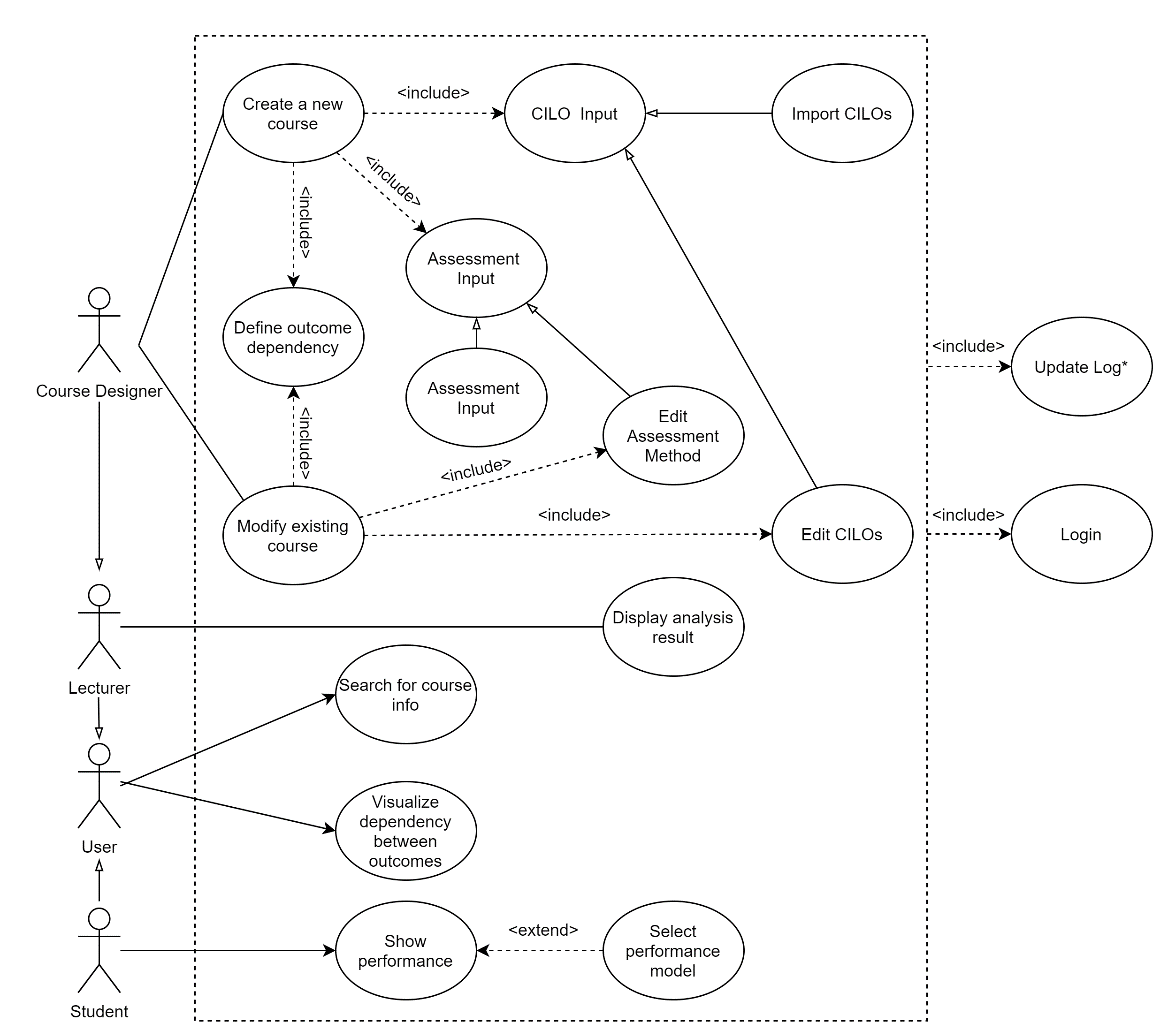 Create a new
course
<include>
CILO  Input
Import CILOs
<include>
<include>
Assessment
Input
Define outcome
dependency
Course Designer
Assessment
Input
<include>
Edit
Assessment
Method
<include>
Update Log*
<include>
Modify existing
course
<include>
Edit CILOs
<include>
Login
Lecturer
Display analysis
result
Search for course
info
User
Visualize
dependency
between
outcomes
Student
Show
performance
<extend>
Select
performance
model